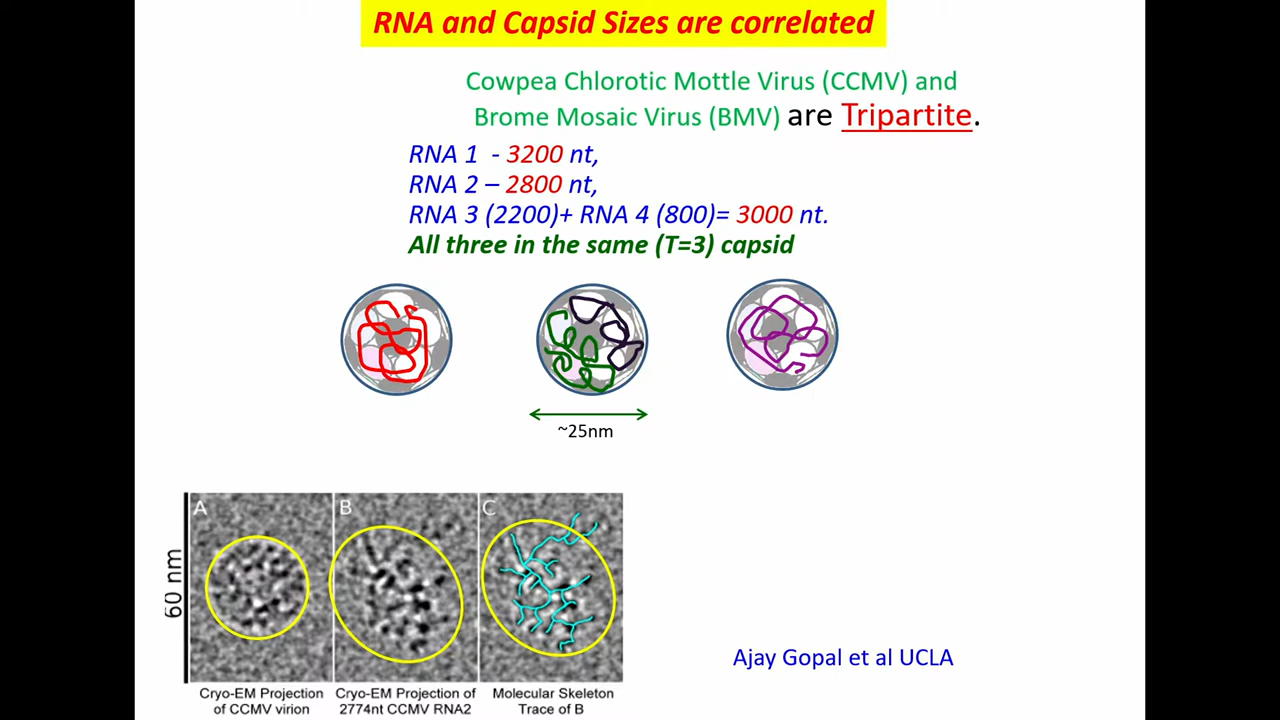 RNA and Capsid Sizes are correlated
Cowpea Chlorotic Mottle Virus (CCMV) and
Brome Mosaic Virus (BMV) are Tripartite.
RNA 1 - 3200 nt,
RNA 2 – 2800 nt,
RNA 3 (2200)+ RNA 4 (800)= 3000 nt.
All three in the same (T=3) capsid
~25nm
60 nm
A
B
C
Cryo-EM Projection
of CCMV virion
Cryo-EM Projection of
2774nt CCMV RNA2
Molecular Skeleton
Trace of B
Ajay Gopal et al UCLA